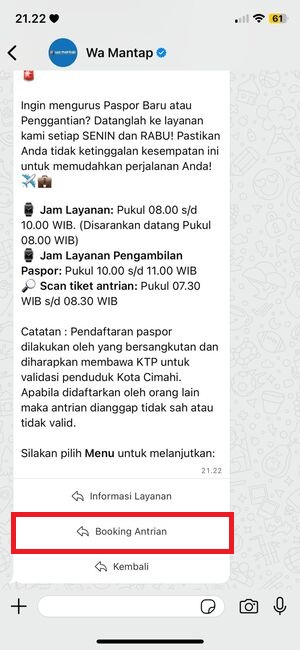 21.22
61
Wa Mantap
wa mantap
Ingin mengurus Paspor Baru atau
Penggantian? Datanglah ke layanan
kami setiap SENIN dan RABU! Pastikan
Anda tidak ketinggalan kesempatan ini
untuk memudahkan perjalanan Anda!
Jam Layanan: Pukul 08.00 s/d
10.00 WIB. (Disarankan datang Pukul
08.00 WIB)
Jam Layanan Pengambilan
Paspor: Pukul 10.00 s/d 11.00 WIB
Scan tiket antrian: Pukul 07.30
WIB s/d 08.30 WIB
Catatan : Pendaftaran paspor
dilakukan oleh yang bersangkutan dan
diharapkan membawa KTP untuk
validasi penduduk Kota Cimahi.
Apabila didaftarkan oleh orang lain
maka antrian dianggap tidak sah atau
tidak valid.
Silakan pilih Menu untuk melanjutkan:
21.22
Informasi Layanan
Booking Antrian
Kembali